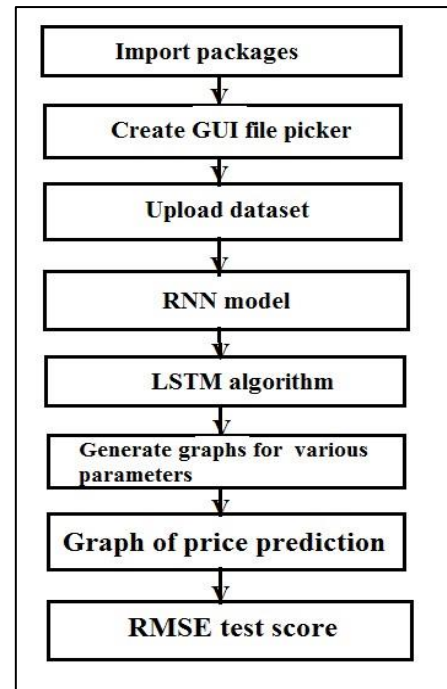 Import packages
Create GUI file picker
Upload dataset
RNN model
LSTM algorithm
Generate graphs for various
parameters
Graph of price prediction
RMSE test score